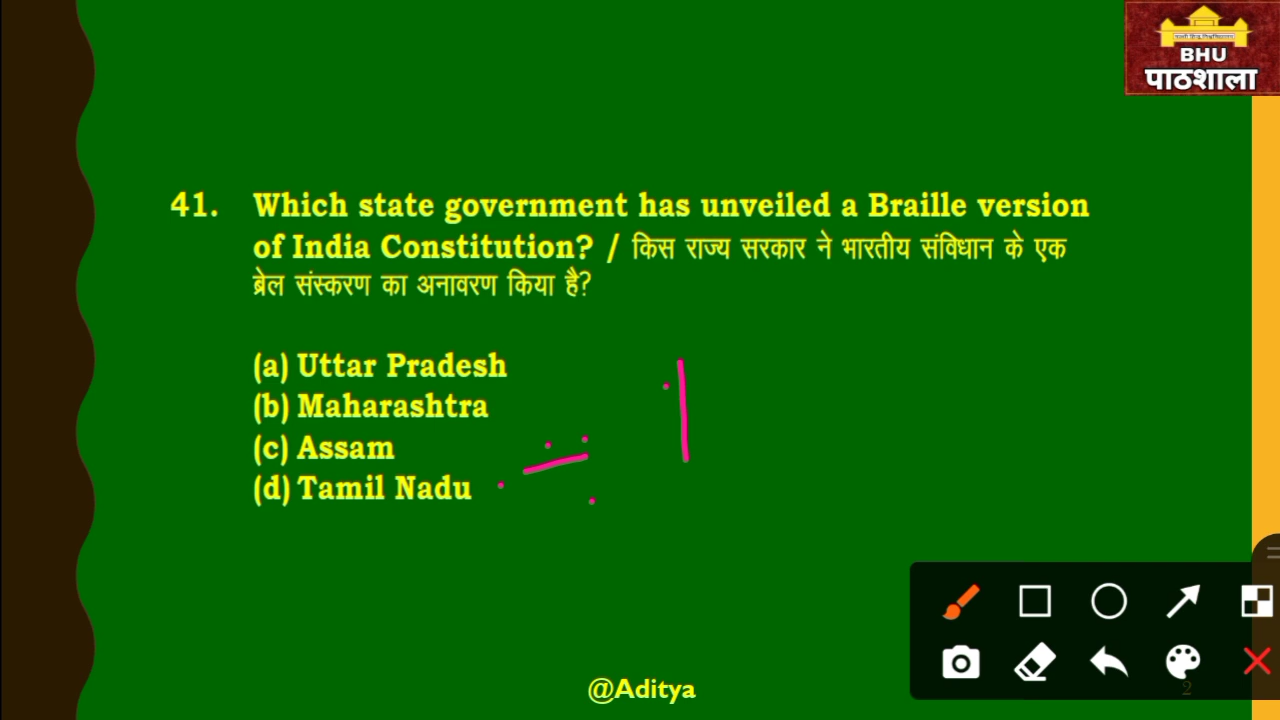 BHU
पाठशाला
41. Which state government has unveiled a Braille version
of India Constitution? / किस राज्य सरकार ने भारतीय संविधान के एक
ब्रेल संस्करण का अनावरण किया है?
(a) Uttar Pradesh
(b) Maharashtra
(c) Assam
(d) Tamil Nadu
@Aditya
2